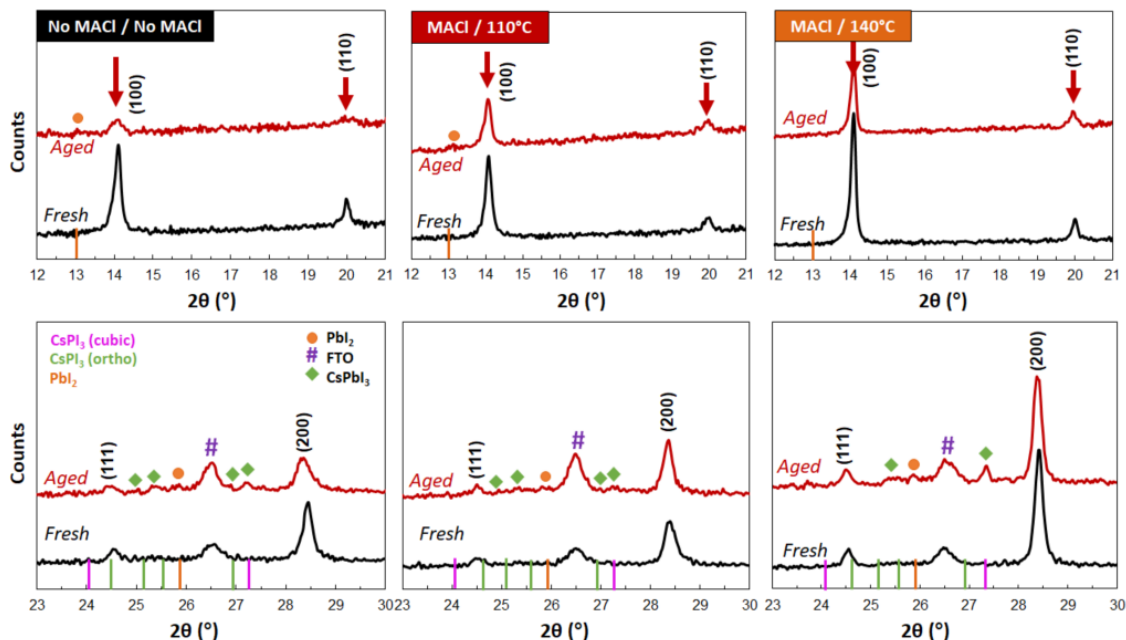 No MACl / No MACl
MACl / 110°C
MACl / 140°C
Counts
(100)
(110)
Aged
Fresh
12 13 14 15 16 17 18 19 20 21
2θ (°)
(100)
(110)
Aged
Fresh
12 13 14 15 16 17 18 19 20 21
2θ (°)
(100)
(110)
Aged
Fresh
12 13 14 15 16 17 18 19 20 21
2θ (°)
Counts
CsPI₃ (cubic)
CsPI₃ (ortho)
PbI₂
PbI₂
# FTO
CsPbI₃
(111)
#
(200)
Aged
Fresh
23 24 25 26 27 28 29 30
2θ (°)
(111)
#
(200)
Aged
Fresh
23 24 25 26 27 28 29 30
2θ (°)
(111)
#
(200)
Aged
Fresh
23 24 25 26 27 28 29 30
2θ (°)